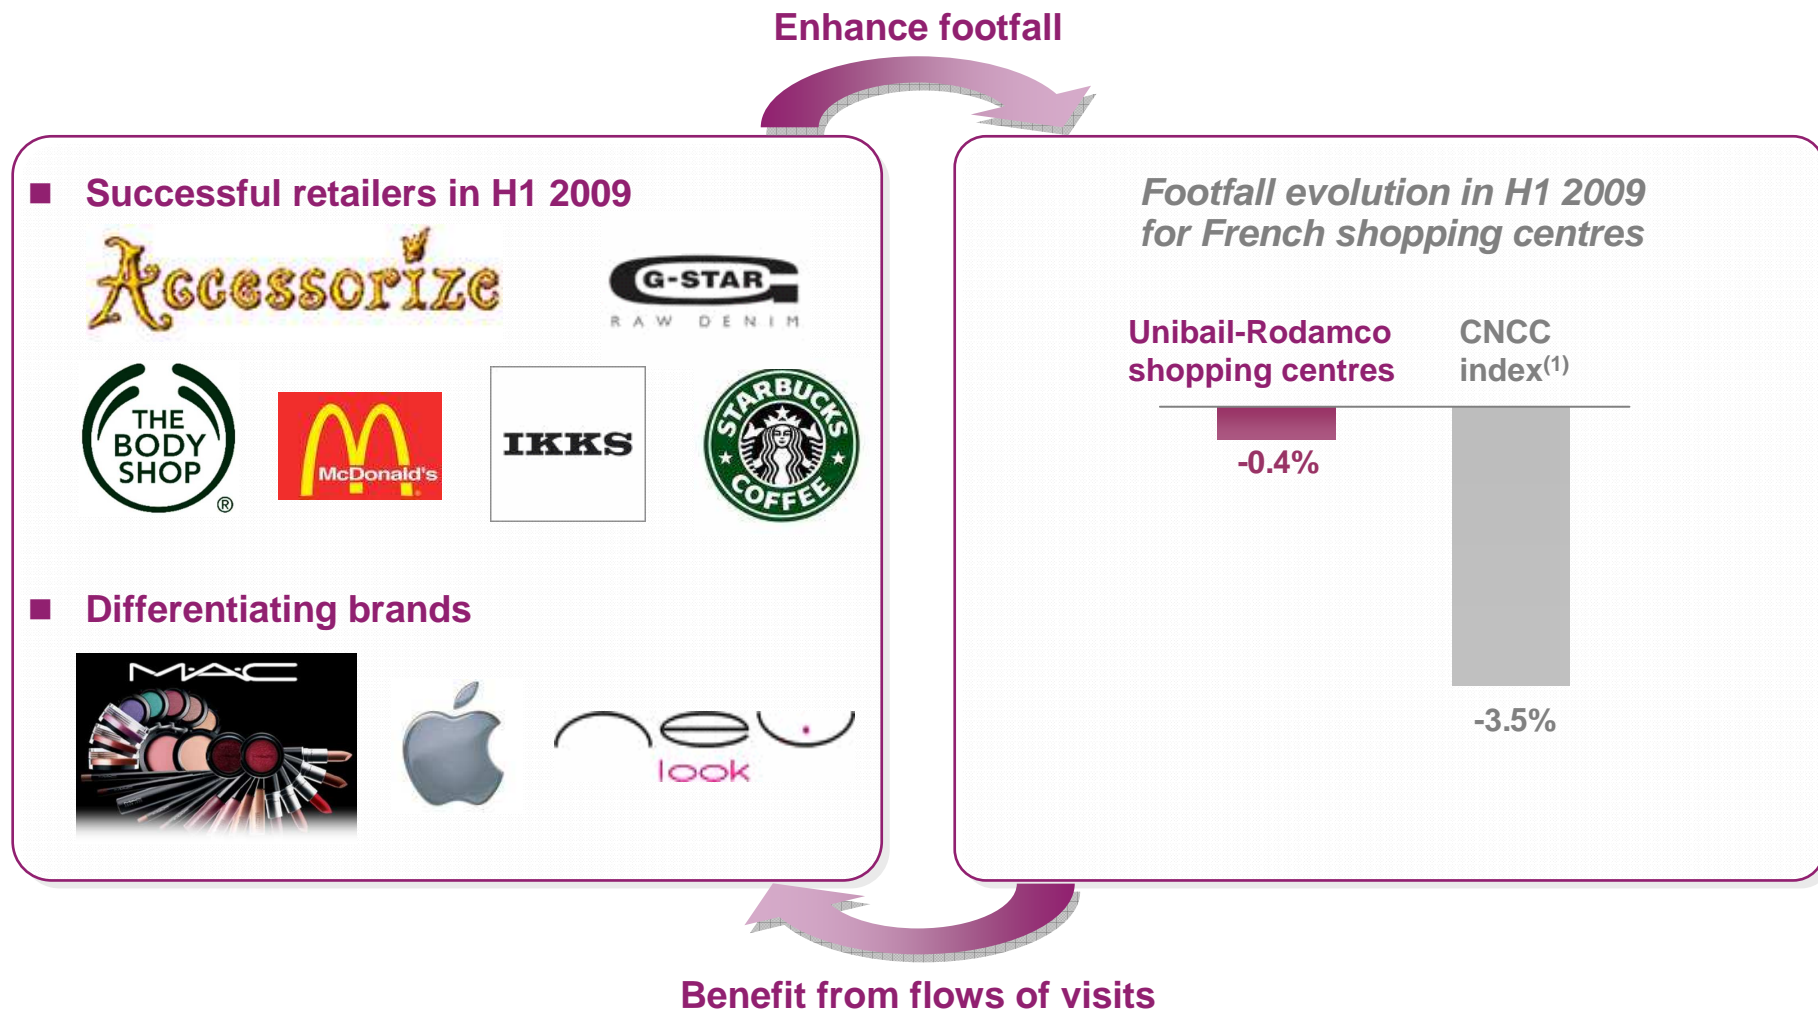 Enhance footfall
Successful retailers in H1 2009
Accessorize
G-STAR
RAW DENIM
THE
BODY
SHOP
®
McDonald's
IKKS
STARBUCKS
COFFEE
Differentiating brands
M·A·C
new
look
Footfall evolution in H1 2009
for French shopping centres
Unibail-Rodamco
shopping centres
CNCC
index(1)
-0.4%
-3.5%
Benefit from flows of visits